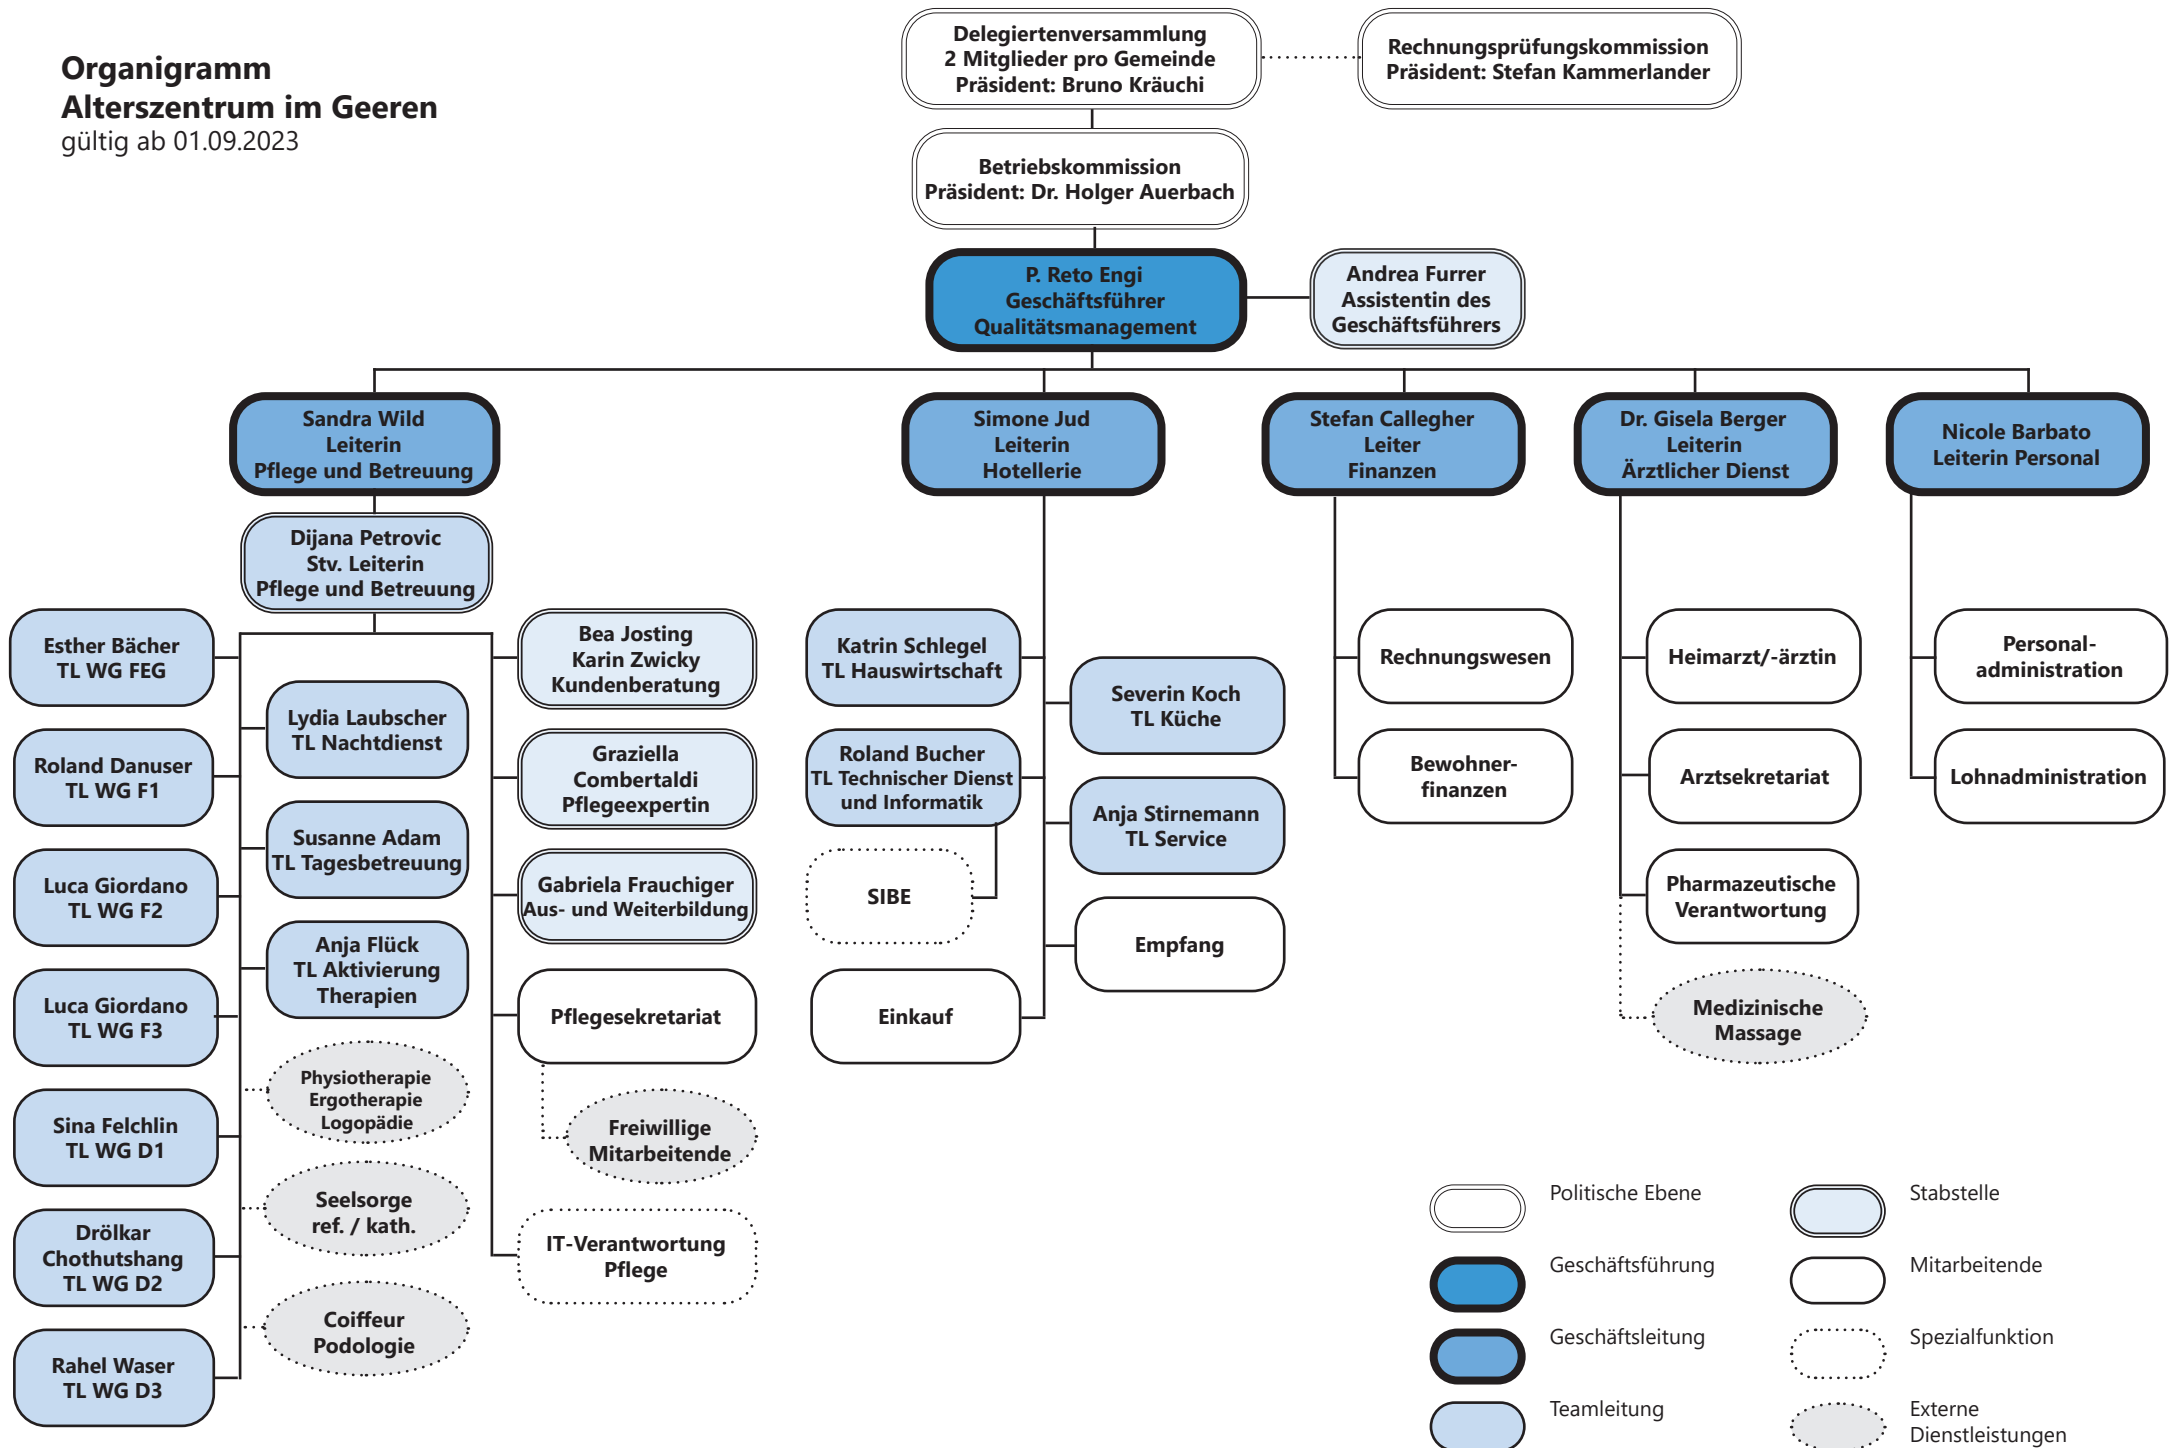 Organigramm
Alterszentrum im Geeren
gültig ab 01.09.2023
Delegiertenversammlung
2 Mitglieder pro Gemeinde
Präsident: Bruno Kräuchi
Rechnungsprüfungskommission
Präsident: Stefan Kammerlander
Betriebskommission
Präsident: Dr. Holger Auerbach
P. Reto Engi
Geschäftsführer
Qualitätsmanagement
Andrea Furrer
Assistentin des
Geschäftsführers
Sandra Wild
Leiterin
Pflege und Betreuung
Simone Jud
Leiterin
Hotellerie
Stefan Callegher
Leiter
Finanzen
Dr. Gisela Berger
Leiterin
Ärztlicher Dienst
Nicole Barbato
Leiterin Personal
Dijana Petrovic
Stv. Leiterin
Pflege und Betreuung
Esther Bächer
TL WG FEG
Roland Danuser
TL WG F1
Luca Giordano
TL WG F2
Luca Giordano
TL WG F3
Sina Felchlin
TL WG D1
Drölkar
Chothutshang
TL WG D2
Rahel Waser
TL WG D3
Lydia Laubscher
TL Nachtdienst
Susanne Adam
TL Tagesbetreuung
Anja Flück
TL Aktivierung
Therapien
Physiotherapie
Ergotherapie
Logopädie
Seelsorge
ref. / kath.
Coiffeur
Podologie
Bea Josting
Karin Zwicky
Kundenberatung
Graziella
Combertaldi
Pflegeexpertin
Gabriela Frauchiger
Aus- und Weiterbildung
Pflegesekretariat
Freiwillige
Mitarbeitende
IT-Verantwortung
Pflege
Katrin Schlegel
TL Hauswirtschaft
Roland Bucher
TL Technischer Dienst
und Informatik
SIBE
Einkauf
Severin Koch
TL Küche
Anja Stirnemann
TL Service
Empfang
Rechnungswesen
Bewohner-
finanzen
Heimarzt/-ärztin
Arztsekretariat
Pharmazeutische
Verantwortung
Medizinische
Massage
Personal-
administration
Lohnadministration
Politische Ebene
Geschäftsführung
Geschäftsleitung
Teamleitung
Stabstelle
Mitarbeitende
Spezialfunktion
Externe
Dienstleistungen